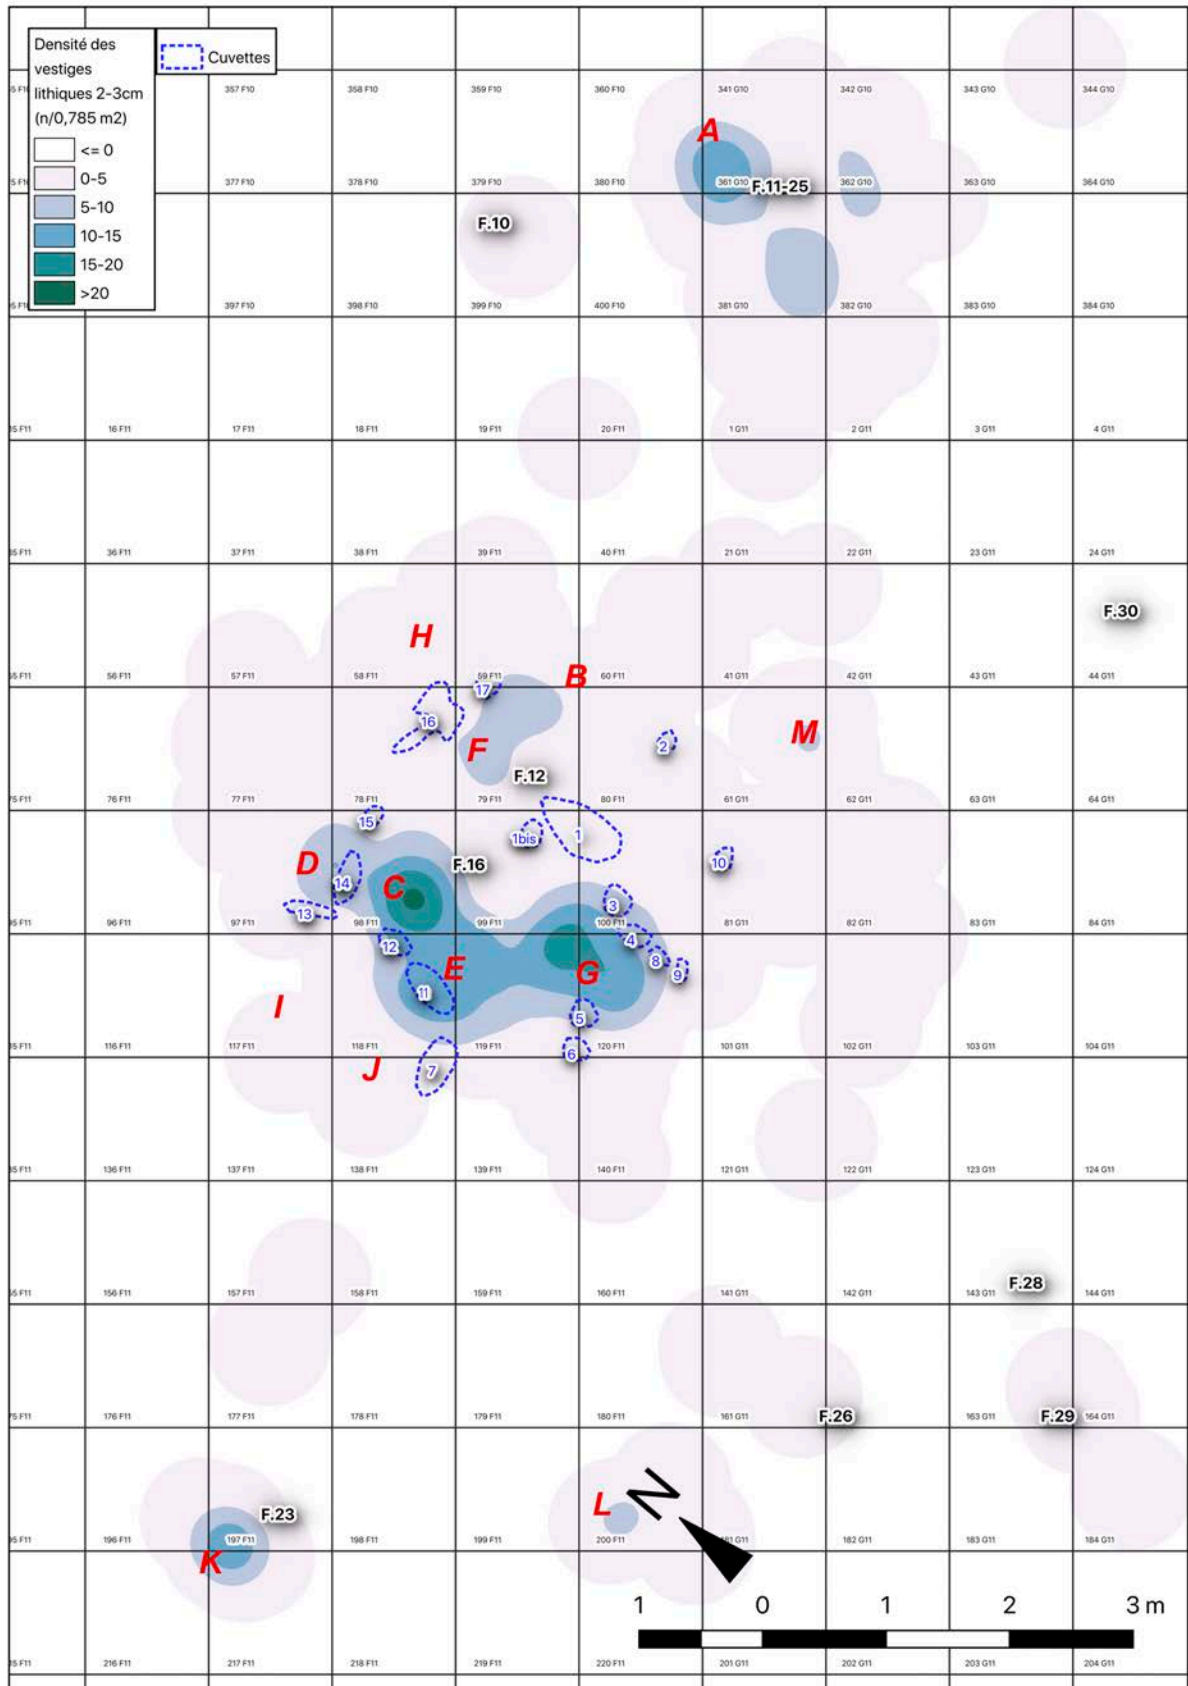 Densité des
vestiges
lithiques 2-3cm
(n/0,785 m2)
<= 0
0-5
5-10
10-15
15-20
>20
Cuvettes
357 F10 358 F10 359 F10 360 F10 341 G10 342 G10 343 G10 344 G10
A
377 F10 378 F10 379 F10 380 F10 361 G10 F.11-25 362 G10 363 G10 364 G10
F.10
397 F10 398 F10 399 F10 400 F10 381 G10 382 G10 383 G10 384 G10
16 F11 17 F11 18 F11 19 F11 20 F11 1 G11 2 G11 3 G11 4 G11
36 F11 37 F11 38 F11 39 F11 40 F11 21 G11 22 G11 23 G11 24 G11
F.30
H
56 F11 57 F11 58 F11 59 F11 B 60 F11 41 G11 42 G11 43 G11 44 G11
17
16 F 2 M
F.12
76 F11 77 F11 78 F11 79 F11 80 F11 61 G11 62 G11 63 G11 64 G11
15 1bis 1
D 14 C F.16 10
13 3
96 F11 97 F11 98 F11 99 F11 100 F11 81 G11 82 G11 83 G11 84 G11
12 4
E G 8 9
11
I 5
116 F11 117 F11 118 F11 119 F11 120 F11 101 G11 102 G11 103 G11 104 G11
6
J 7
136 F11 137 F11 138 F11 139 F11 140 F11 121 G11 122 G11 123 G11 124 G11
F.28
156 F11 157 F11 158 F11 159 F11 160 F11 141 G11 142 G11 143 G11 144 G11
176 F11 177 F11 178 F11 179 F11 180 F11 161 G11 F.26 163 G11 F.29 164 G11
F.23 L N
196 F11 197 F11 198 F11 199 F11 200 F11 182 G11 183 G11 184 G11
K
1 0 1 2 3 m
216 F11 217 F11 218 F11 219 F11 220 F11 201 G11 202 G11 203 G11 204 G11